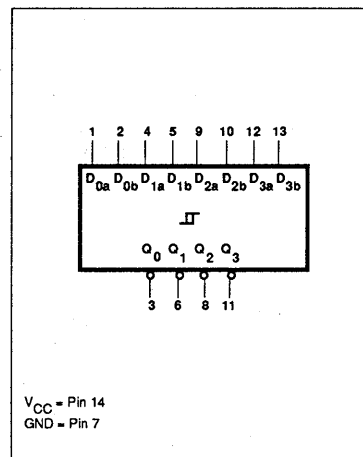 1 2 4 5 9 10 12 13
D0a D0b D1a D1b D2a D2b D3a D3b
Q0 Q1 Q2 Q3
3 6 8 11
VCC = Pin 14
GND = Pin 7